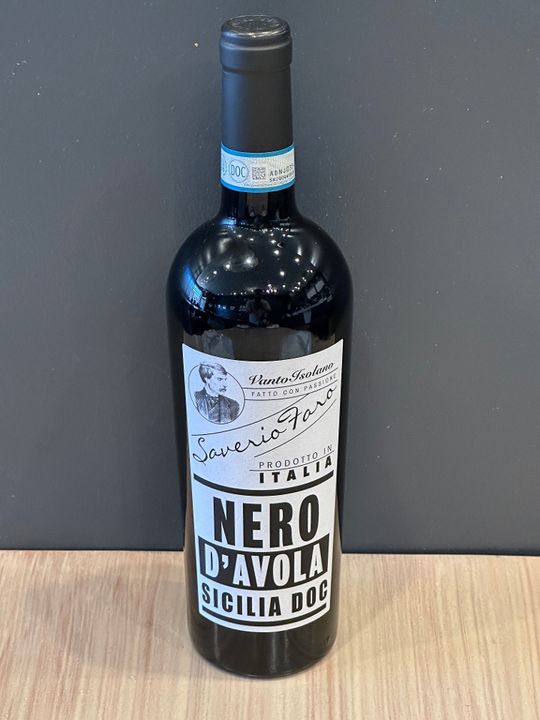 DOC
Vanto Isolano
FATTO CON PASSIONE
Saverio Faro
PRODOTTO IN
ITALIA
NERO
D'AVOLA
SICILIA DOC